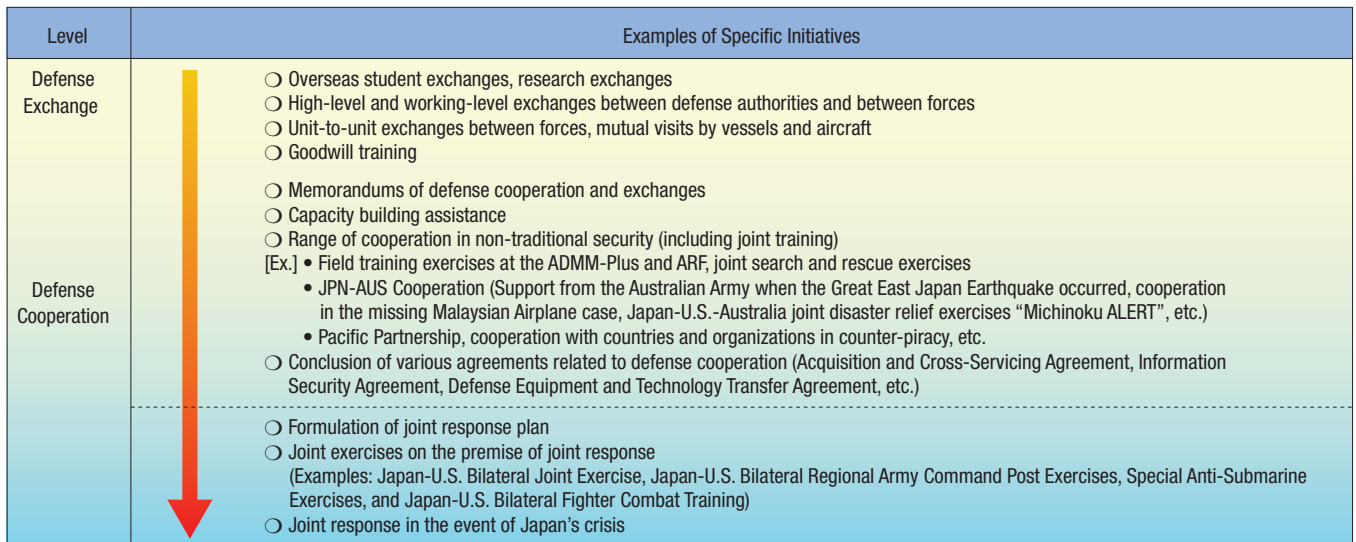 Level
Examples of Specific Initiatives
Defense
Exchange
❍ Overseas student exchanges, research exchanges
❍ High-level and working-level exchanges between defense authorities and between forces
❍ Unit-to-unit exchanges between forces, mutual visits by vessels and aircraft
❍ Goodwill training
Defense
Cooperation
❍ Memorandums of defense cooperation and exchanges
❍ Capacity building assistance
❍ Range of cooperation in non-traditional security (including joint training)
[Ex.] • Field training exercises at the ADMM-Plus and ARF, joint search and rescue exercises
• JPN-AUS Cooperation (Support from the Australian Army when the Great East Japan Earthquake occurred, cooperation
in the missing Malaysian Airplane case, Japan-U.S.-Australia joint disaster relief exercises “Michinoku ALERT”, etc.)
• Pacific Partnership, cooperation with countries and organizations in counter-piracy, etc.
❍ Conclusion of various agreements related to defense cooperation (Acquisition and Cross-Servicing Agreement, Information
Security Agreement, Defense Equipment and Technology Transfer Agreement, etc.)
❍ Formulation of joint response plan
❍ Joint exercises on the premise of joint response
(Examples: Japan-U.S. Bilateral Joint Exercise, Japan-U.S. Bilateral Regional Army Command Post Exercises, Special Anti-Submarine
Exercises, and Japan-U.S. Bilateral Fighter Combat Training)
❍ Joint response in the event of Japan’s crisis